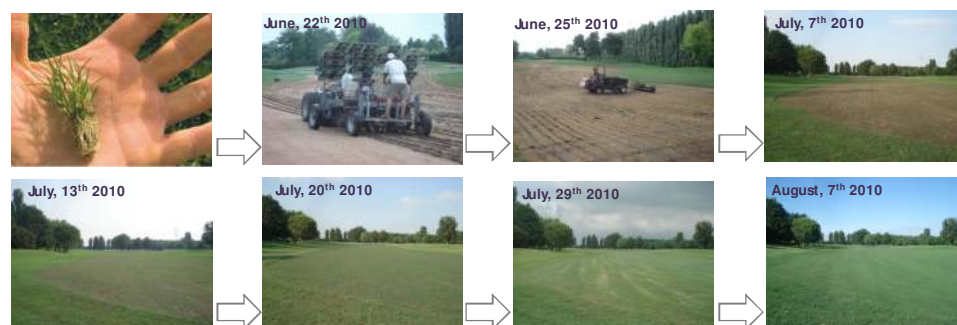 June, 22th 2010
June, 25th 2010
July, 7th 2010
July, 13th 2010
July, 20th 2010
July, 29th 2010
August, 7th 2010